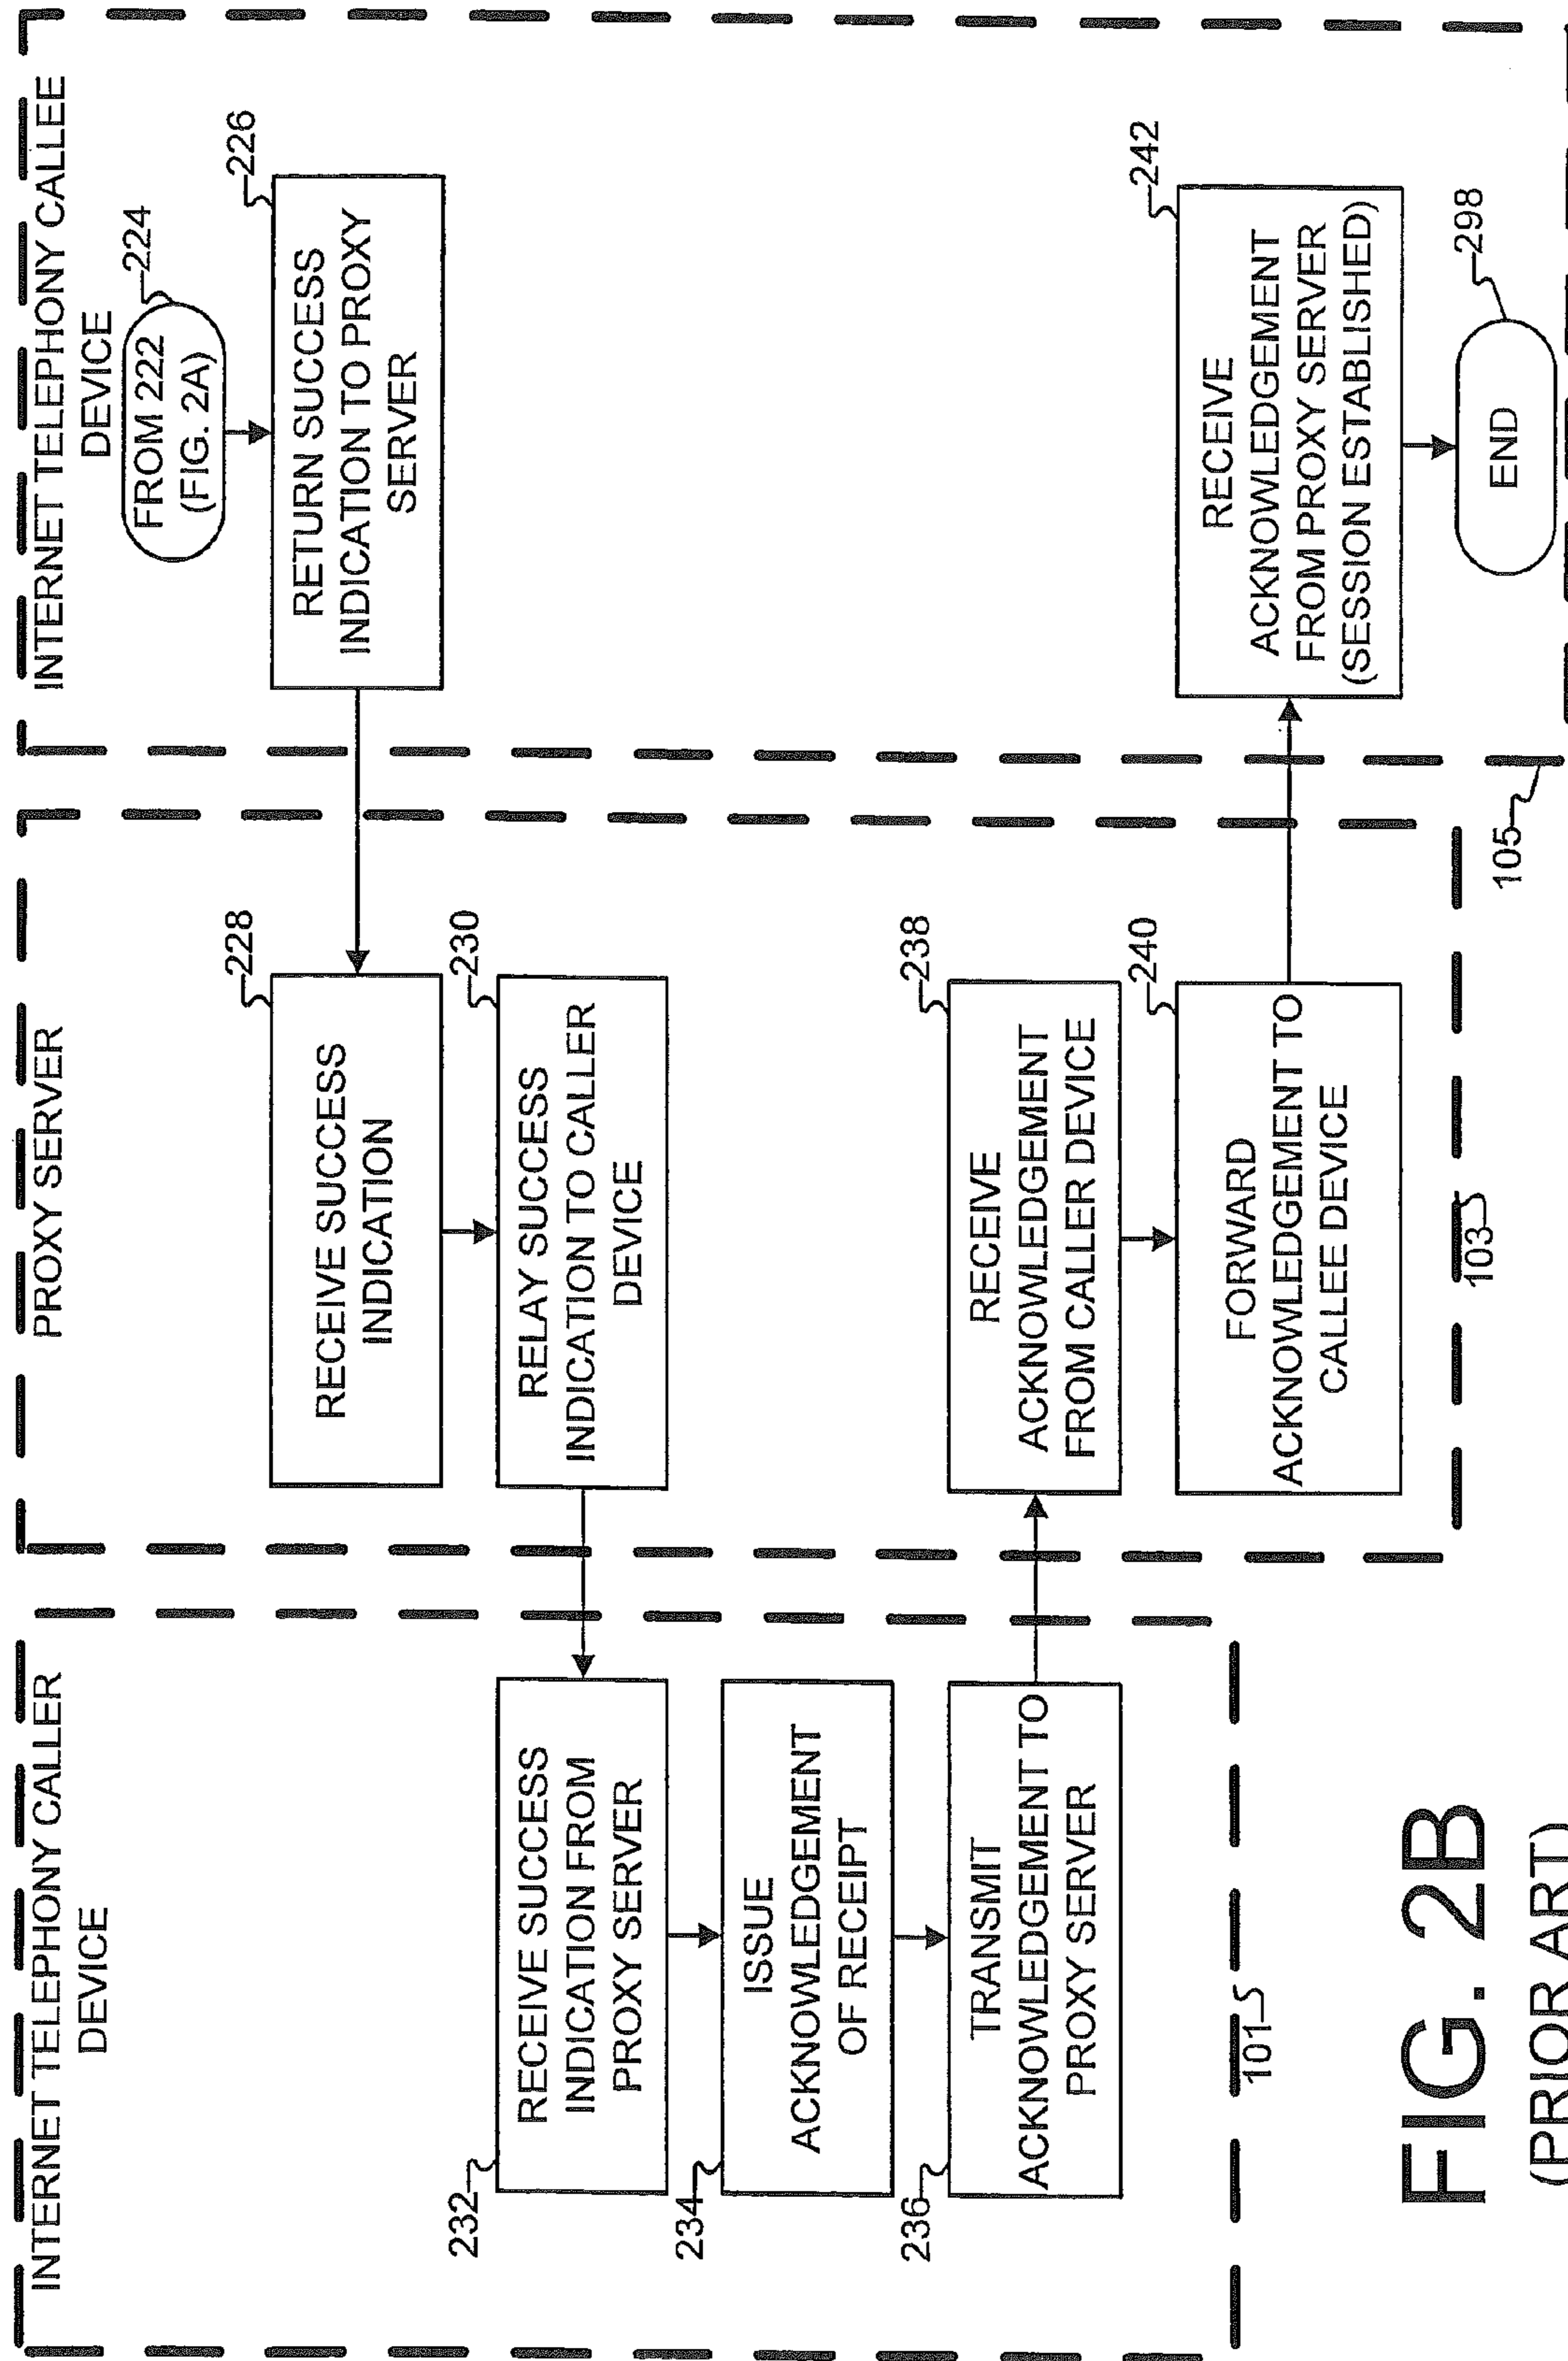 INTERNET TELEPHONY CALLER
DEVICE
232
RECEIVE SUCCESS
INDICATION FROM
PROXY SERVER
234
ISSUE
ACKNOWLEDGEMENT
OF RECEIPT
236
TRANSMIT
ACKNOWLEDGEMENT TO
PROXY SERVER
101
PROXY SERVER
228
RECEIVE SUCCESS
INDICATION
230
RELAY SUCCESS
INDICATION TO CALLER
DEVICE
238
RECEIVE
ACKNOWLEDGEMENT
FROM CALLER DEVICE
240
FORWARD
ACKNOWLEDGEMENT TO
CALLEE DEVICE
103
INTERNET TELEPHONY CALLEE
DEVICE
224
FROM 222
(FIG. 2A)
226
RETURN SUCCESS
INDICATION TO PROXY
SERVER
242
RECEIVE
ACKNOWLEDGEMENT
FROM PROXY SERVER
(SESSION ESTABLISHED)
298
END
105
FIG. 2B
(PRIOR ART)